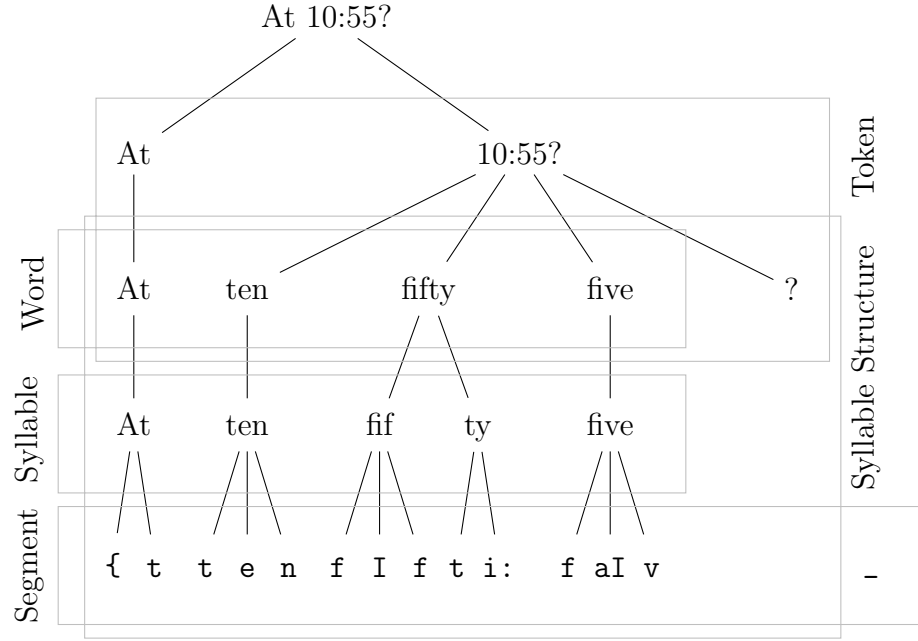 At 10:55?
At 10:55?
Token
Word
At ten fifty five ?
Syllable Structure
Syllable
At ten fif ty five
Segment
{ t t e n f I f t i: f aI v _